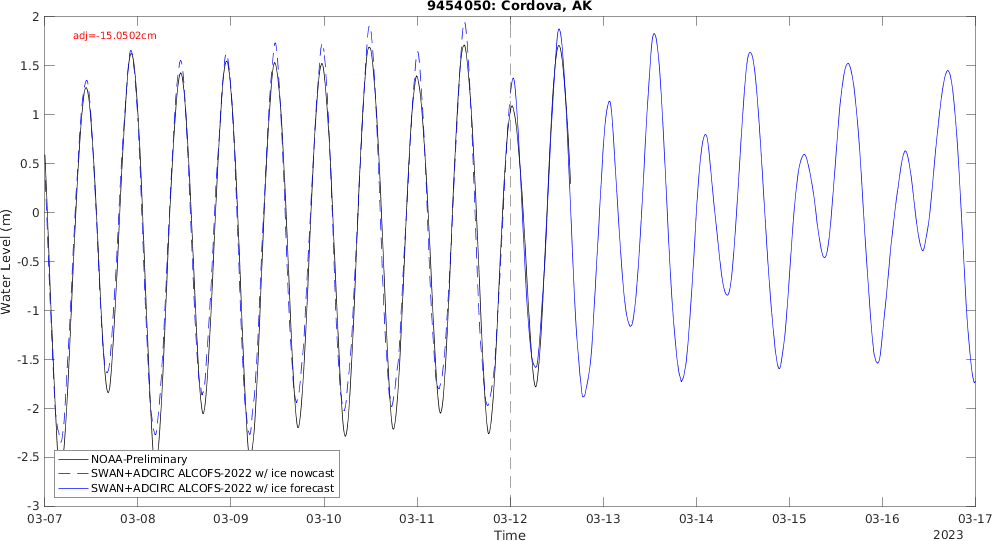 9454050: Cordova, AK
adj=-15.0502cm
2
1.5
1
0.5
0
-0.5
-1
-1.5
-2
-2.5
-3
Water Level (m)
NOAA-Preliminary
SWAN+ADCIRC ALCOFS-2022 w/ ice nowcast
SWAN+ADCIRC ALCOFS-2022 w/ ice forecast
03-07 03-08 03-09 03-10 03-11 03-12 03-13 03-14 03-15 03-16 03-17
Time
2023